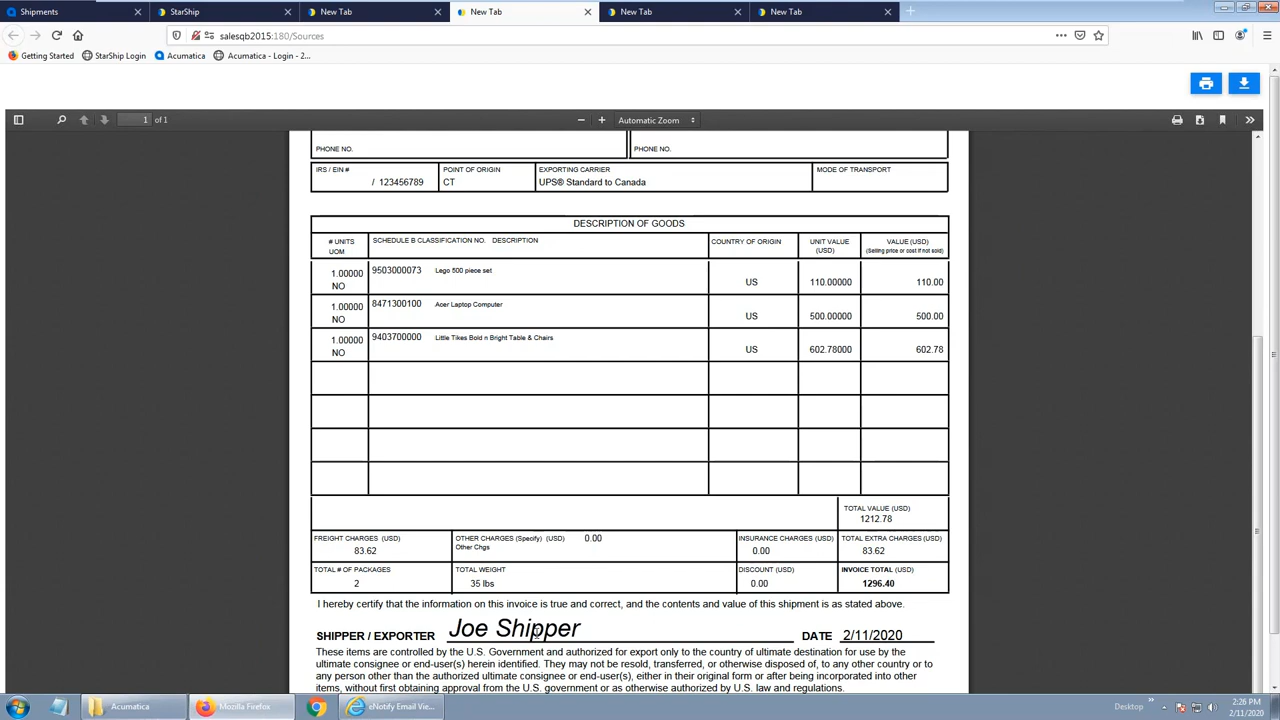 Shipments
StarShip
New Tab
New Tab
New Tab
New Tab
salesqb2015:180/Sources
Getting Started
StarShip Login
Acumatica
Acumatica - Login - 2...
1 of 1
Automatic Zoom
PHONE NO. PHONE NO.
IRS / EIN # POINT OF ORIGIN EXPORTING CARRIER MODE OF TRANSPORT
/ 123456789 CT UPS® Standard to Canada
DESCRIPTION OF GOODS
# UNITS UOM SCHEDULE B CLASSIFICATION NO. DESCRIPTION COUNTRY OF ORIGIN UNIT VALUE (USD) VALUE (USD) (Selling price or cost if not sold)
1.00000 NO 9503000073 Lego 500 piece set US 110.00000 110.00
1.00000 NO 8471300100 Acer Laptop Computer US 500.00000 500.00
1.00000 NO 9403700000 Little Tikes Bold n Bright Table & Chairs US 602.78000 602.78
TOTAL VALUE (USD)
1212.78
FREIGHT CHARGES (USD) OTHER CHARGES (Specify) (USD) 0.00 INSURANCE CHARGES (USD) TOTAL EXTRA CHARGES (USD)
83.62 Other Chgs 0.00 83.62
TOTAL # OF PACKAGES TOTAL WEIGHT DISCOUNT (USD) INVOICE TOTAL (USD)
2 35 lbs 0.00 1296.40
I hereby certify that the information on this invoice is true and correct, and the contents and value of this shipment is as stated above.
SHIPPER / EXPORTER Joe Shipper DATE 2/11/2020
These items are controlled by the U.S. Government and authorized for export only to the country of ultimate destination for use by the
ultimate consignee or end-user(s) herein identified. They may not be resold, transferred, or otherwise disposed of, to any other country or to
any person other than the authorized ultimate consignee or end-user(s), either in their original form or after being incorporated into other
items, without first obtaining approval from the U.S. government or as otherwise authorized by U.S. law and regulations.
Acumatica
Mozilla Firefox
eNotify Email Vie...
Desktop
2:26 PM
2/11/2020